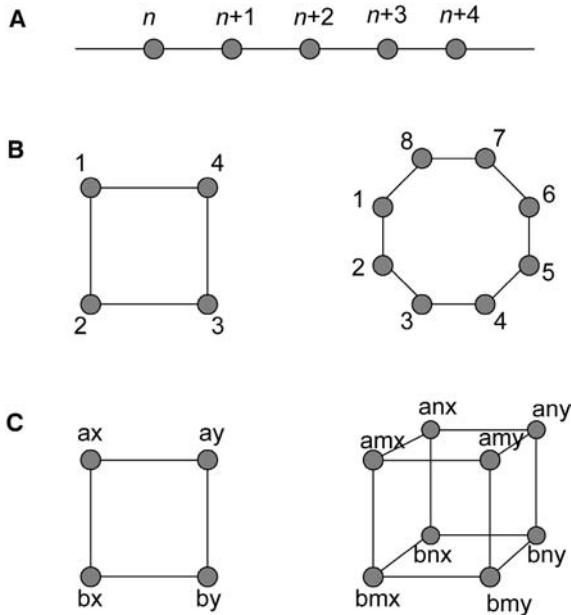 A
n n+1 n+2 n+3 n+4
B
1 4
2 3
8 7
1 6
2 5
3 4
C
ax ay
bx by
anx any
amx amy
bnx bny
bmx bmy